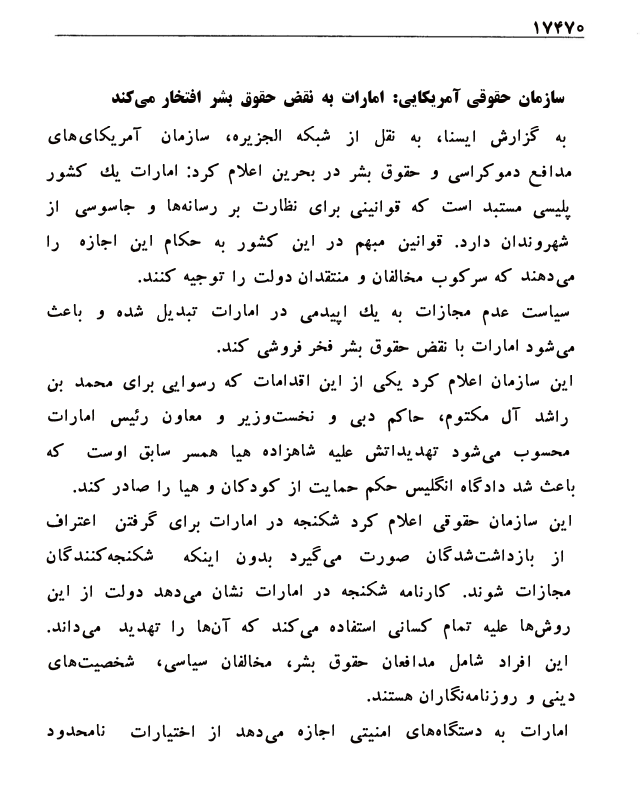 ۱۷۴۷۰
سازمان حقوقی آمریکایی: امارات به نقض حقوق بشر افتخار می‌کند
به گزارش ایسنا، به نقل از شبکه الجزیره، سازمان آمریکای‌های
مدافع دموکراسی و حقوق بشر در بحرین اعلام کرد: امارات یك کشور
پلیسی مستبد است که قوانینی برای نظارت بر رسانه‌ها و جاسوسی از
شهروندان دارد. قوانین مبهم در این کشور به حکام این اجازه را
می‌دهند که سرکوب مخالفان و منتقدان دولت را توجیه کنند.
سیاست عدم مجازات به یك اپیدمی در امارات تبدیل شده و باعث
می‌شود امارات با نقض حقوق بشر فخر فروشی کند.
این سازمان اعلام کرد یکی از این اقدامات که رسوایی برای محمد بن
راشد آل مکتوم، حاکم دبی و نخست‌وزیر و معاون رئیس امارات
محسوب می‌شود تهدیداتش علیه شاهزاده هیا همسر سابق اوست که
باعث شد دادگاه انگلیس حکم حمایت از کودکان و هیا را صادر کند.
این سازمان حقوقی اعلام کرد شکنجه در امارات برای گرفتن اعتراف
از بازداشت‌شدگان صورت می‌گیرد بدون اینکه شکنجه‌کنندگان
مجازات شوند. کارنامه شکنجه در امارات نشان می‌دهد دولت از این
روش‌ها علیه تمام کسانی استفاده می‌کند که آن‌ها را تهدید می‌داند.
این افراد شامل مدافعان حقوق بشر، مخالفان سیاسی، شخصیت‌های
دینی و روزنامه‌نگاران هستند.
امارات به دستگاه‌های امنیتی اجازه می‌دهد از اختیارات نامحدود